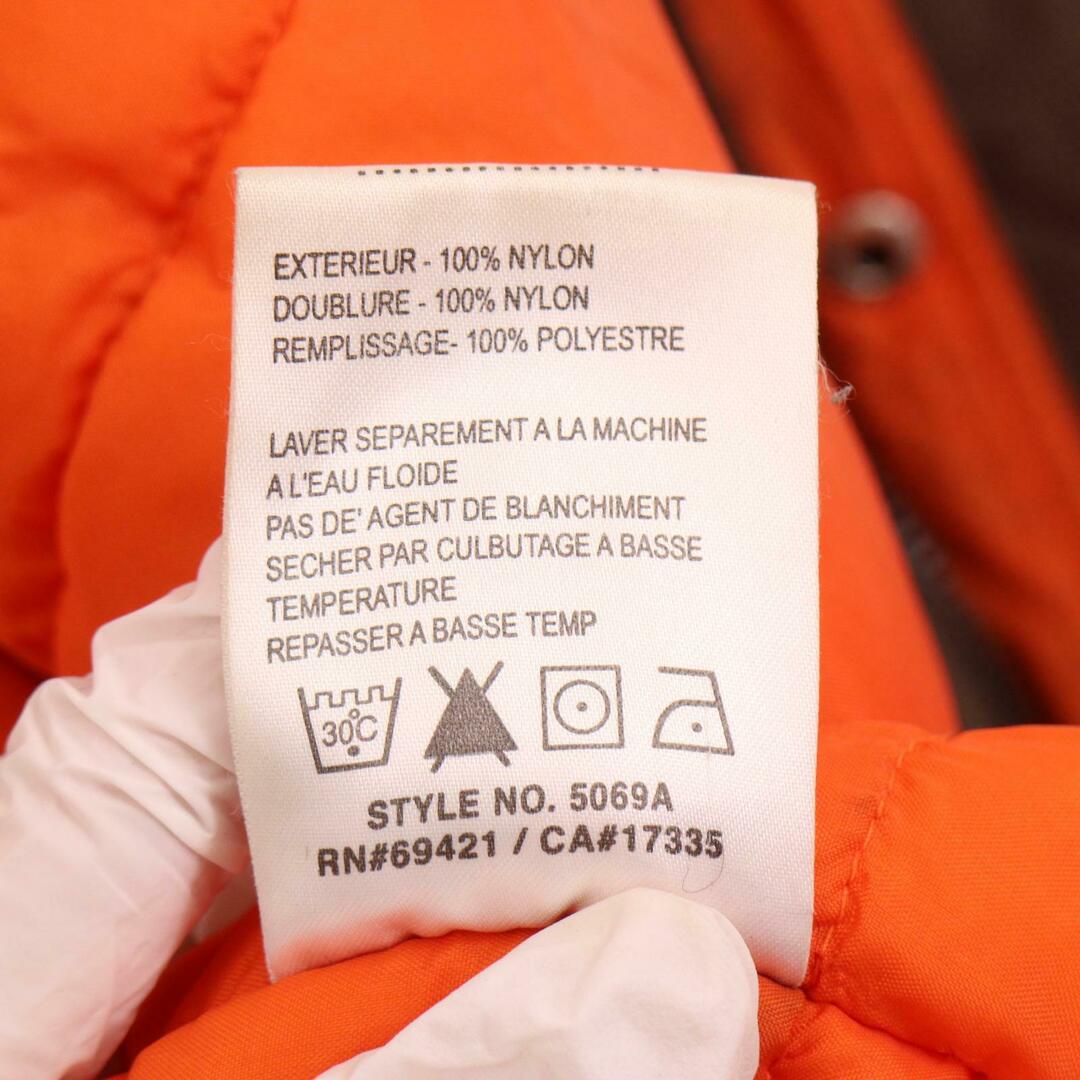 EXTERIEUR - 100% NYLON
DOUBLURE - 100% NYLON
REMPLISSAGE- 100% POLYESTRE
LAVER SEPAREMENT A LA MACHINE
A L'EAU FLOIDE
PAS DE' AGENT DE BLANCHIMENT
SECHER PAR CULBUTAGE A BASSE
TEMPERATURE
REPASSER A BASSE TEMP
30°C
STYLE NO. 5069A
RN#69421 / CA#17335